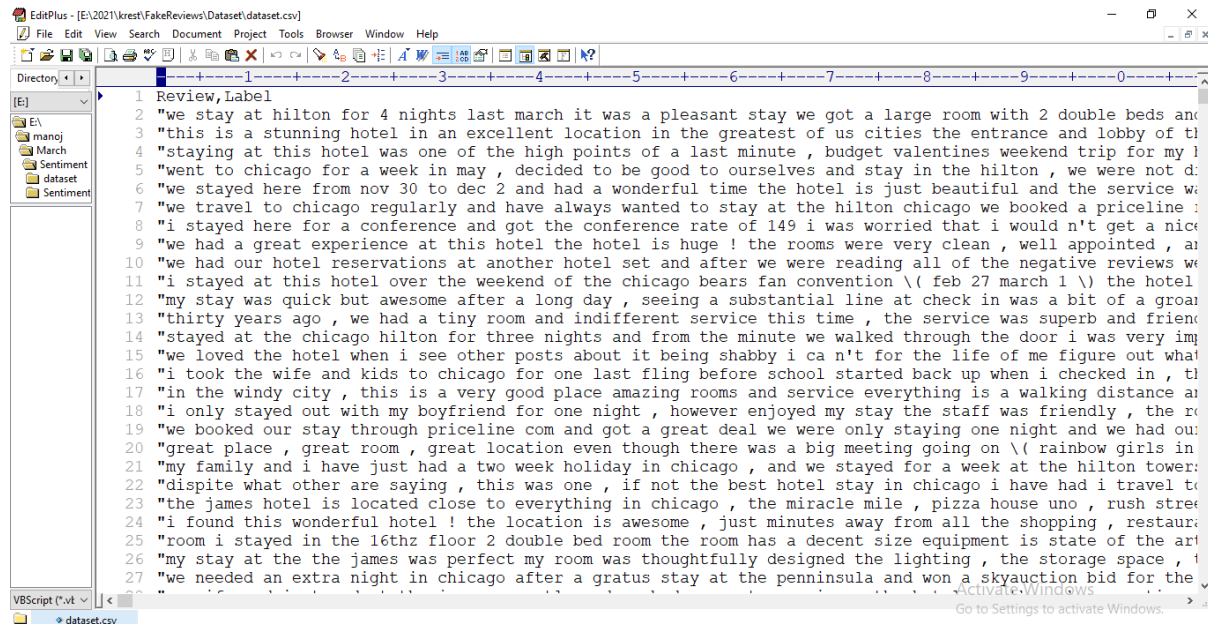 EditPlus - [E:\2021\krest\FakeReviews\Dataset\dataset.csv]
File Edit View Search Document Project Tools Browser Window Help
Directory
----+----1----+----2----+----3----+----4----+----5----+----6----+----7----+----8----+----9----+----0----+---
[E:]
E:\
manoj
March
Sentiment
dataset
Sentiment
1 Review,Label
2 "we stay at hilton for 4 nights last march it was a pleasant stay we got a large room with 2 double beds and
3 "this is a stunning hotel in an excellent location in the greatest of us cities the entrance and lobby of th
4 "staying at this hotel was one of the high points of a last minute , budget valentines weekend trip for my h
5 "went to chicago for a week in may , decided to be good to ourselves and stay in the hilton , we were not di
6 "we stayed here from nov 30 to dec 2 and had a wonderful time the hotel is just beautiful and the service wa
7 "we travel to chicago regularly and have always wanted to stay at the hilton chicago we booked a priceline
8 "i stayed here for a conference and got the conference rate of 149 i was worried that i would n't get a nice
9 "we had a great experience at this hotel the hotel is huge ! the rooms were very clean , well appointed , an
10 "we had our hotel reservations at another hotel set and after we were reading all of the negative reviews we
11 "i stayed at this hotel over the weekend of the chicago bears fan convention \( feb 27 march 1 \) the hotel
12 "my stay was quick but awesome after a long day , seeing a substantial line at check in was a bit of a groan
13 "thirty years ago , we had a tiny room and indifferent service this time , the service was superb and friend
14 "stayed at the chicago hilton for three nights and from the minute we walked through the door i was very imp
15 "we loved the hotel when i see other posts about it being shabby i ca n't for the life of me figure out what
16 "i took the wife and kids to chicago for one last fling before school started back up when i checked in , th
17 "in the windy city , this is a very good place amazing rooms and service everything is a walking distance an
18 "i only stayed out with my boyfriend for one night , however enjoyed my stay the staff was friendly , the ro
19 "we booked our stay through priceline com and got a great deal we were only staying one night and we had our
20 "great place , great room , great location even though there was a big meeting going on \( rainbow girls in
21 "my family and i have just had a two week holiday in chicago , and we stayed for a week at the hilton towers
22 "dispite what other are saying , this was one , if not the best hotel stay in chicago i have had i travel to
23 "the james hotel is located close to everything in chicago , the miracle mile , pizza house uno , rush stree
24 "i found this wonderful hotel ! the location is awesome , just minutes away from all the shopping , restaura
25 "room i stayed in the 16thz floor 2 double bed room the room has a decent size equipment is state of the art
26 "my stay at the the james was perfect my room was thoughtfully designed the lighting , the storage space ,
27 "we needed an extra night in chicago after a gratus stay at the penninsula and won a skyauction bid for the
Activate Windows
Go to Settings to activate Windows.
VBScript (*.vk
dataset.csv